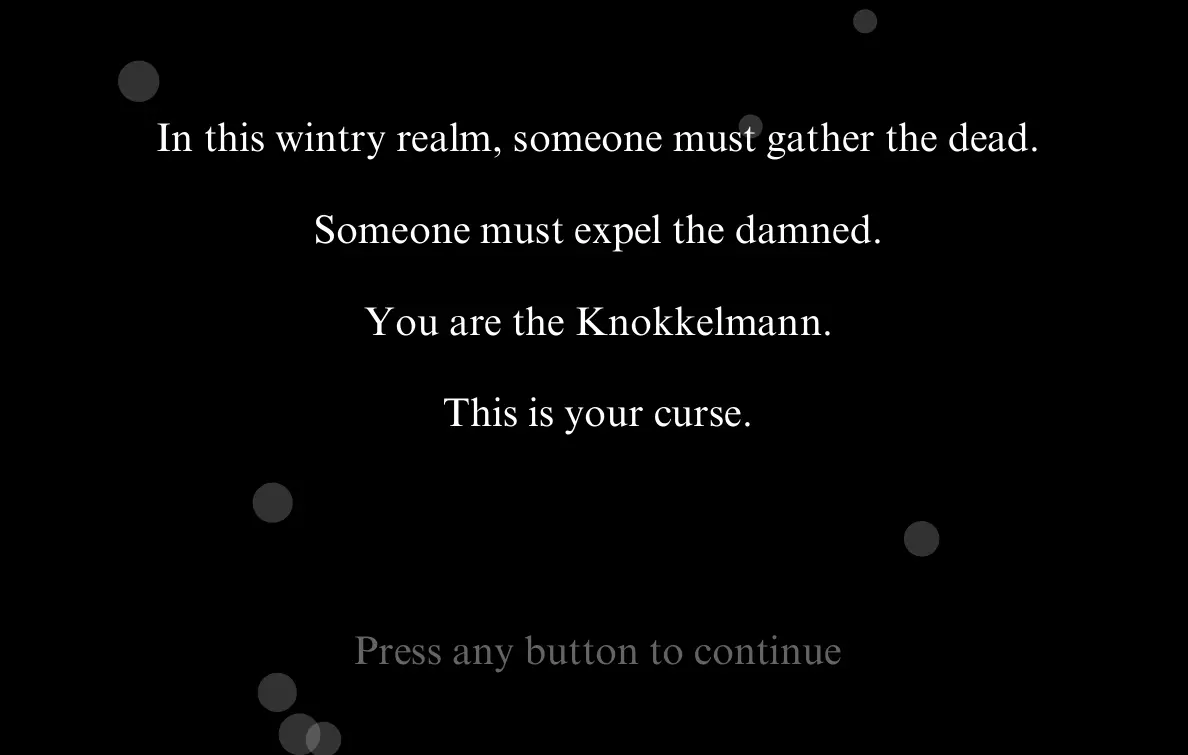 In this wintry realm, someone must gather the dead.
Someone must expel the damned.
You are the Knokkelmann.
This is your curse.
Press any button to continue